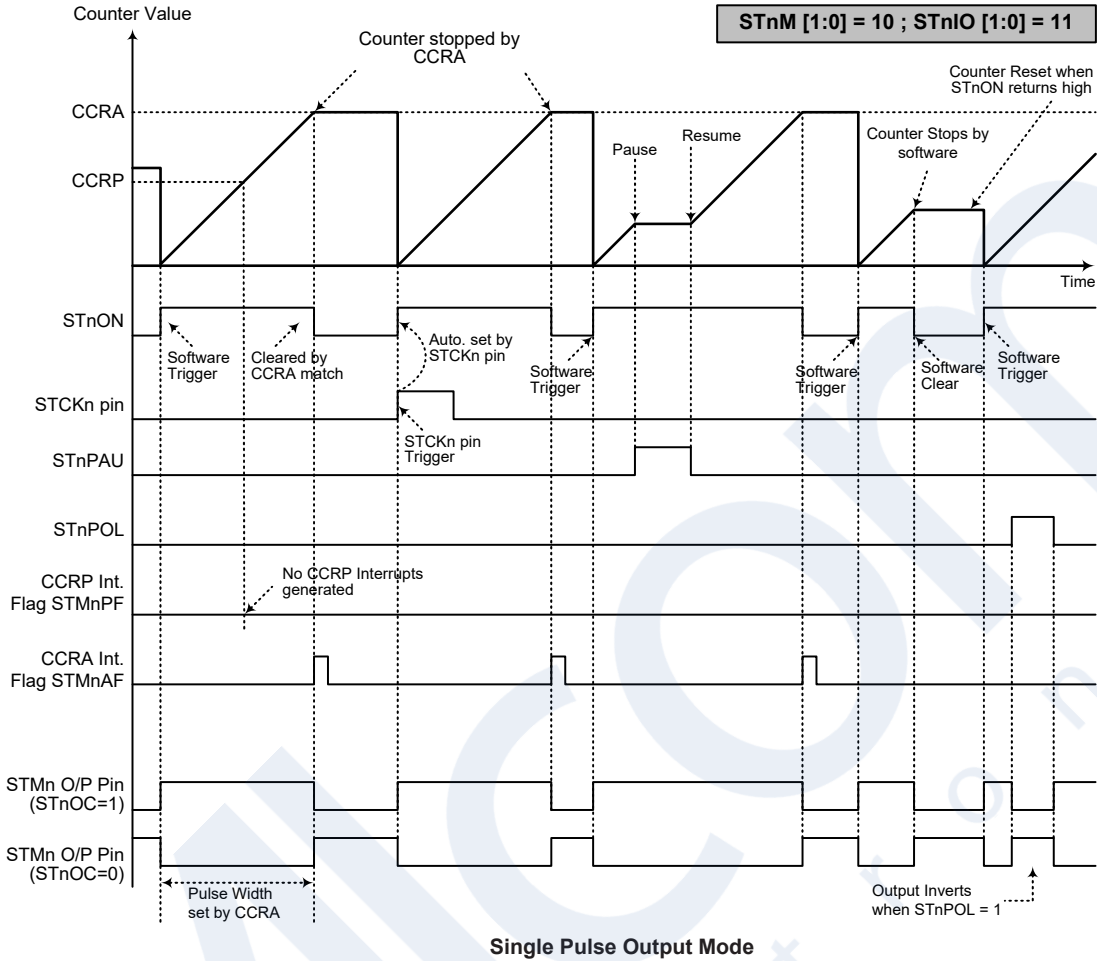 Counter Value
STnM [1:0] = 10 ; STnIO [1:0] = 11
Counter stopped by
CCRA
Counter Reset when
STnON returns high
CCRA
Pause
Resume
Counter Stops by
software
CCRP
Time
STnON
Software
Trigger
Cleared by
CCRA match
Auto. set by
STCKn pin
Software
Trigger
Software
Trigger
Software
Clear
Software
Trigger
STCKn pin
STCKn pin
Trigger
STnPAU
STnPOL
No CCRP Interrupts
generated
CCRP Int.
Flag STMnPF
CCRA Int.
Flag STMnAF
STMn O/P Pin
(STnOC=1)
STMn O/P Pin
(STnOC=0)
Pulse Width
set by CCRA
Output Inverts
when STnPOL = 1
Single Pulse Output Mode